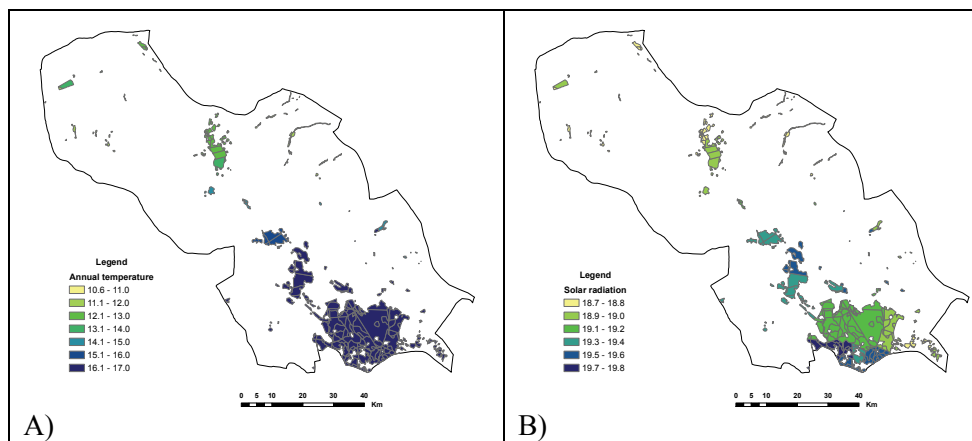 Legend
Annual temperature
10.6 - 11.0
11.1 - 12.0
12.1 - 13.0
13.1 - 14.0
14.1 - 15.0
15.1 - 16.0
16.1 - 17.0
0 5 10 20 30 40
Km
A)
Legend
Solar radiation
18.7 - 18.8
18.9 - 19.0
19.1 - 19.2
19.3 - 19.4
19.5 - 19.6
19.7 - 19.8
0 5 10 20 30 40
Km
B)